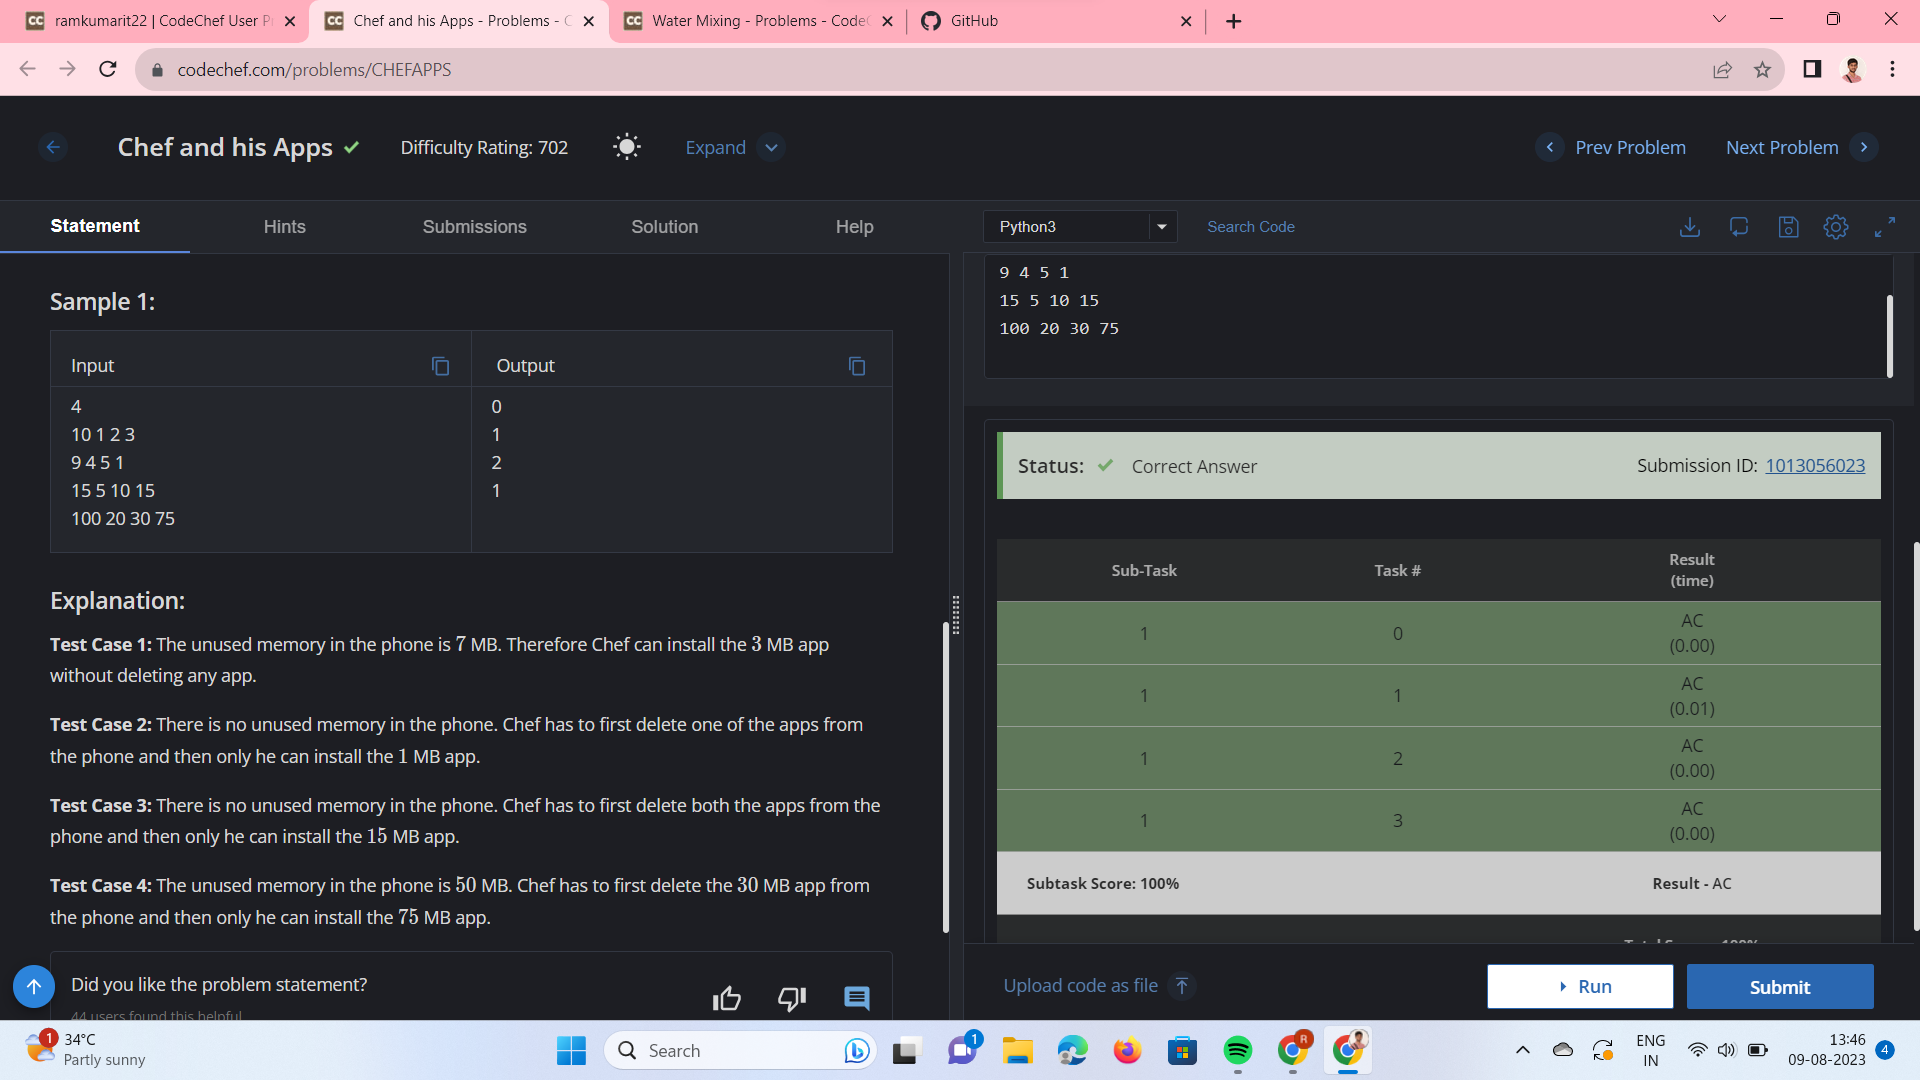 ramkumarit22 | CodeChef User Pr
Chef and his Apps - Problems - C
Water Mixing - Problems - CodeC
GitHub
codechef.com/problems/CHEFAPPS
Chef and his Apps
Difficulty Rating: 702
Expand
Prev Problem
Next Problem
Statement
Hints
Submissions
Solution
Help
Python3
Search Code
Sample 1:
Input
Output
4
10 1 2 3
9 4 5 1
15 5 10 15
100 20 30 75
0
1
2
1
Explanation:
Test Case 1: The unused memory in the phone is 7 MB. Therefore Chef can install the 3 MB app
without deleting any app.
Test Case 2: There is no unused memory in the phone. Chef has to first delete one of the apps from
the phone and then only he can install the 1 MB app.
Test Case 3: There is no unused memory in the phone. Chef has to first delete both the apps from the
phone and then only he can install the 15 MB app.
Test Case 4: The unused memory in the phone is 50 MB. Chef has to first delete the 30 MB app from
the phone and then only he can install the 75 MB app.
Did you like the problem statement?
44 users found this helpful
9 4 5 1
15 5 10 15
100 20 30 75
Status: Correct Answer
Submission ID: 1013056023
Sub-Task
Task #
Result
(time)
1
0
AC
(0.00)
1
1
AC
(0.01)
1
2
AC
(0.00)
1
3
AC
(0.00)
Subtask Score: 100%
Result - AC
Upload code as file
Run
Submit
1
34°C
Partly sunny
Search
1
R
ENG
IN
13:46
09-08-2023
4